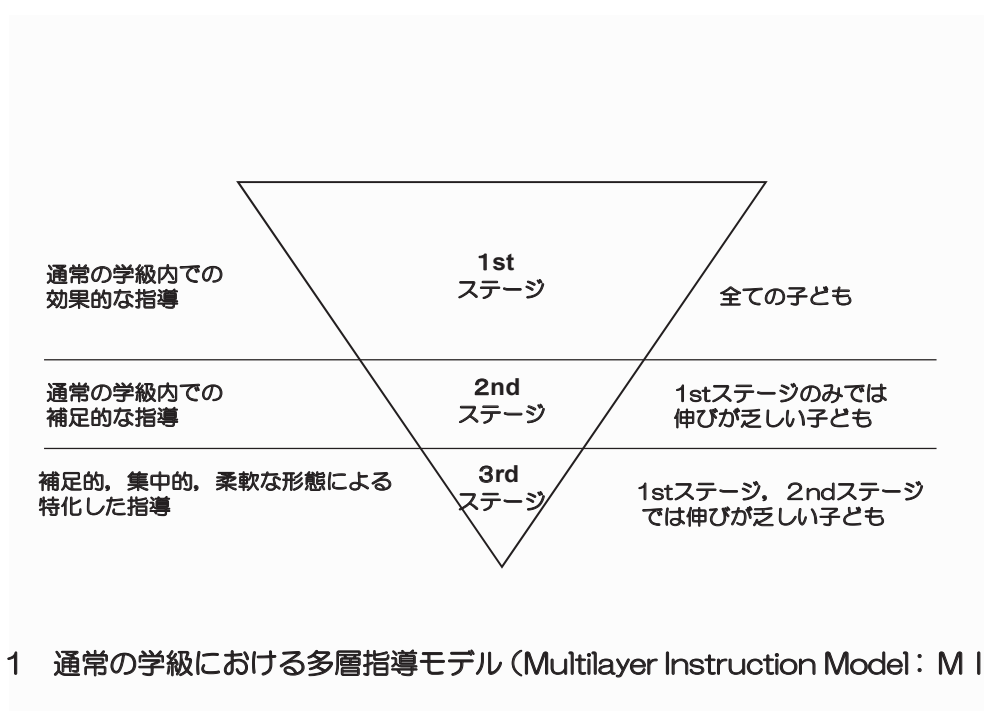 通常の学級内での
効果的な指導
1st
ステージ
全ての子ども
通常の学級内での
補足的な指導
2nd
ステージ
1stステージのみでは
伸びが乏しい子ども
補足的，集中的，柔軟な形態による
特化した指導
3rd
ステージ
1stステージ，2ndステージ
では伸びが乏しい子ども
1　通常の学級における多層指導モデル（Multilayer Instruction Model：ＭＩ